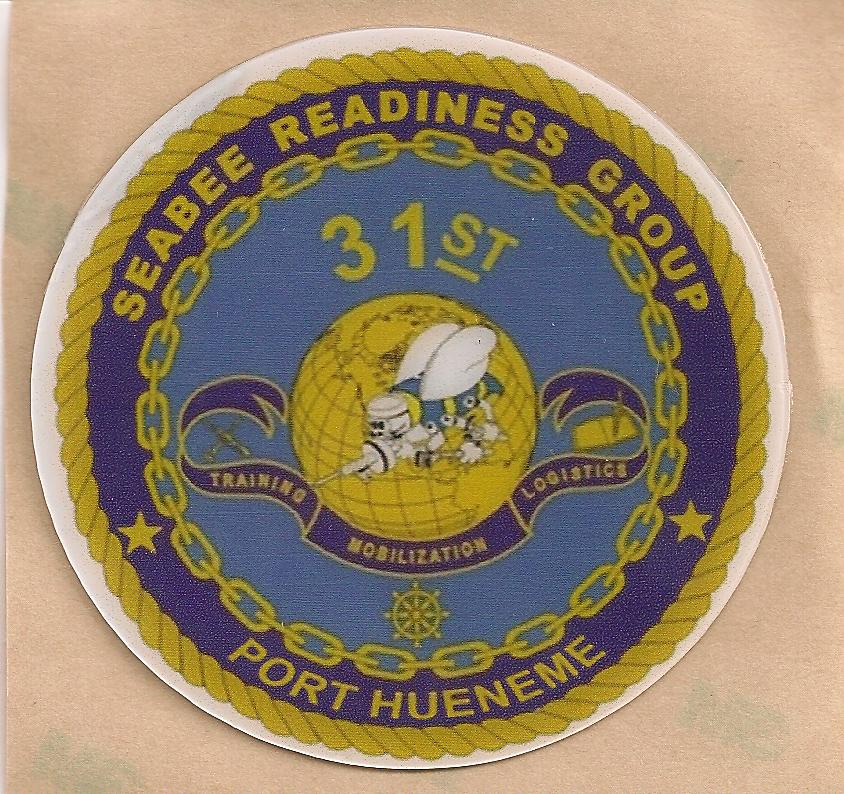 SEABEE READINESS GROUP
31ST
TRAINING
MOBILIZATION
LOGISTICS
PORT HUENEME